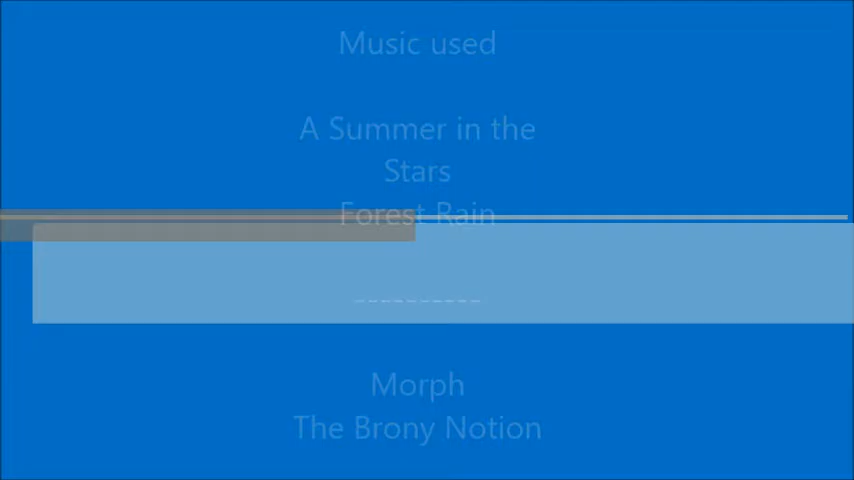 Music used
A Summer in the
Stars
Forest Rain
----------
Morph
The Brony Notion